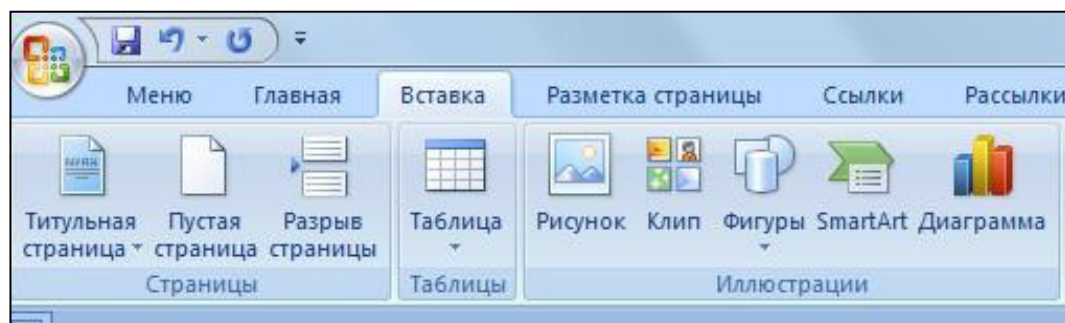 Меню Главная Вставка Разметка страницы Ссылки Рассылки
Титульная страница Пустая страница Разрыв страницы Таблица Рисунок Клип Фигуры SmartArt Диаграмма
Страницы Таблицы Иллюстрации